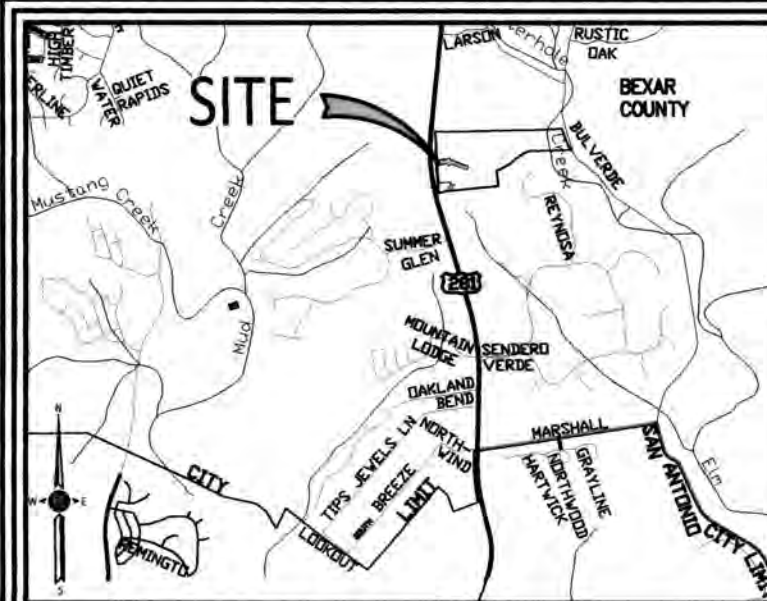 HIGH
TIMBER
ERLINE
WATER
QUIET
RAPIDS
SITE
LARSON
RUSTIC
OAK
BEXAR
COUNTY
BULVERDE
Creek
Mustang Creek
Creek
REYNOSA
SUMMER
GLEN
281
Mud
MOUNTAIN
LODGE
SENDERO
VERDE
OAKLAND
BEND
MARSHALL
NORTH-
WIND
TIPS JEWELS LN
BREEZE
GRAYLINE
NORTHWOOD
HARTWICK
SAN ANTONIO
CITY LIMIT
Elm
CITY
LIMIT
LOOKOUT
EMINGTO
N
W
E
S